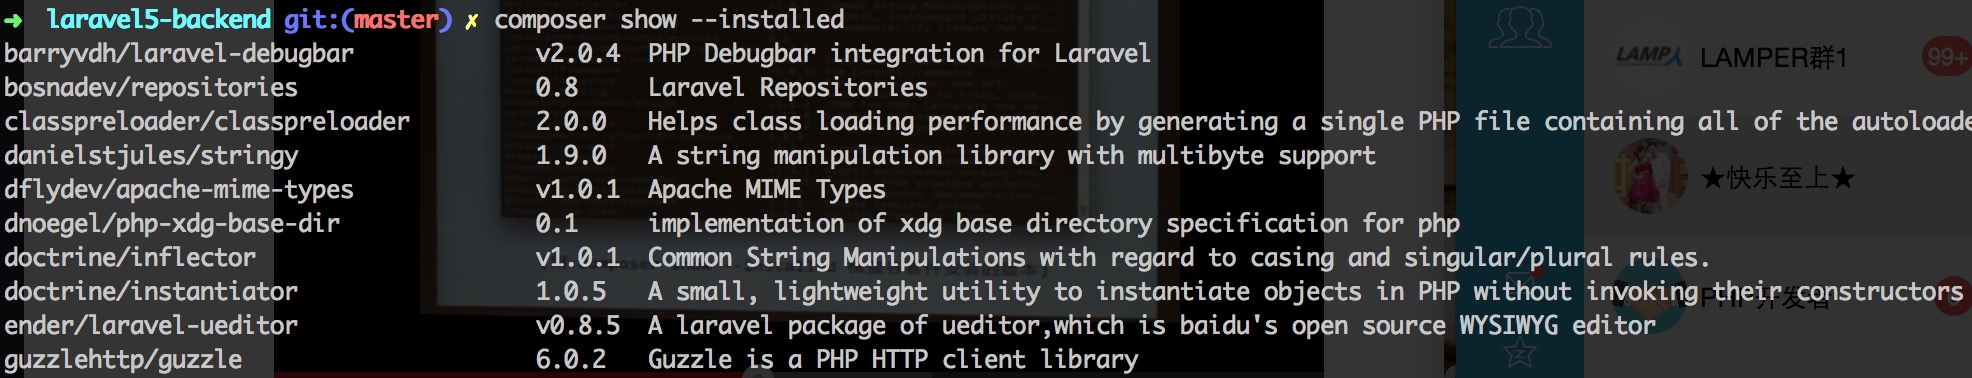 ➜  laravel5-backend git:(master) ✗ composer show --installed
barryvdh/laravel-debugbar v2.0.4 PHP Debugbar integration for Laravel
bosnadev/repositories 0.8 Laravel Repositories
classpreloader/classpreloader 2.0.0 Helps class loading performance by generating a single PHP file containing all of the autoloade
danielstjules/stringy 1.9.0 A string manipulation library with multibyte support
dflydev/apache-mime-types v1.0.1 Apache MIME Types
dnoegel/php-xdg-base-dir 0.1 implementation of xdg base directory specification for php
doctrine/inflector v1.0.1 Common String Manipulations with regard to casing and singular/plural rules.
doctrine/instantiator 1.0.5 A small, lightweight utility to instantiate objects in PHP without invoking their constructors
ender/laravel-ueditor v0.8.5 A laravel package of ueditor,which is baidu's open source WYSIWYG editor
guzzlehttp/guzzle 6.0.2 Guzzle is a PHP HTTP client library
LAMP人 LAMPER群1 99+
★快乐至上★
PHP开发者